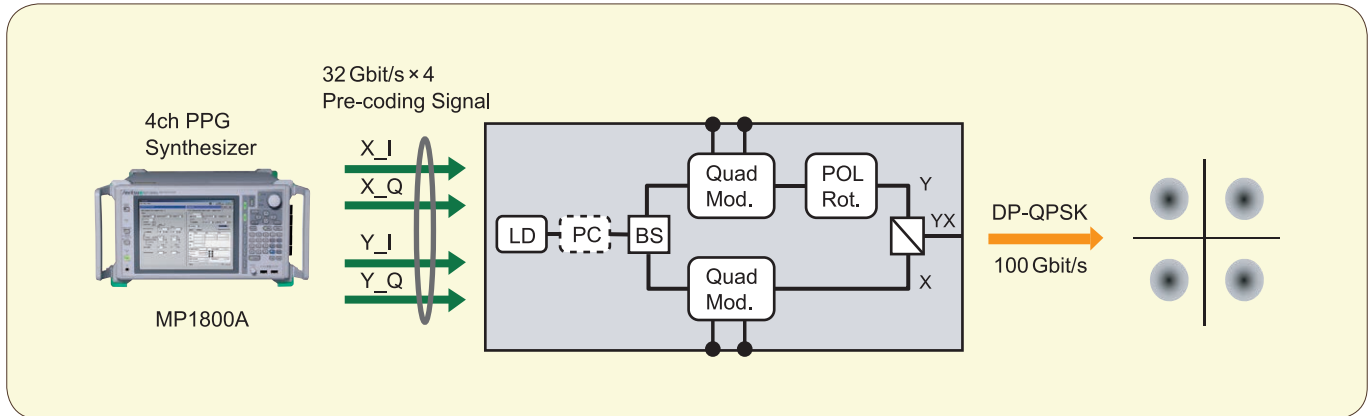 32 Gbit/s × 4
Pre-coding Signal
4ch PPG
Synthesizer
MP1800A
X_I
X_Q
Y_I
Y_Q
LD
PC
BS
Quad
Mod.
POL
Rot.
Y
YX
Quad
Mod.
X
DP-QPSK
100 Gbit/s